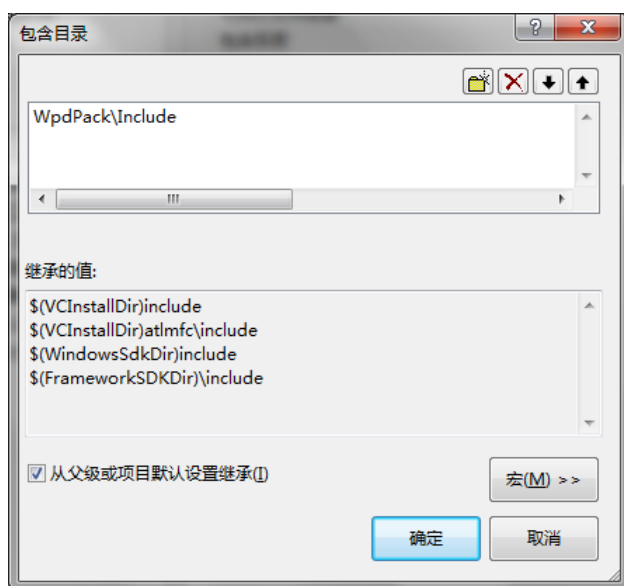 包含目录
WpdPack\Include
继承的值:
$(VCInstallDir)include
$(VCInstallDir)atlmfc\include
$(WindowsSdkDir)include
$(FrameworkSDKDir)\include
从父级或项目默认设置继承(I)
宏(M) >>
确定
取消